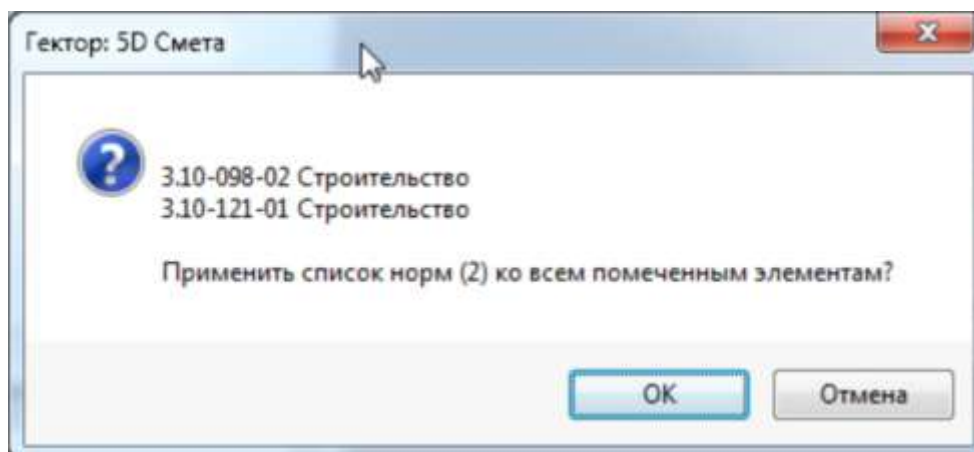 Гектор: 5D Смета
3.10-098-02 Строительство
3.10-121-01 Строительство
Применить список норм (2) ко всем помеченным элементам?
OK
Отмена